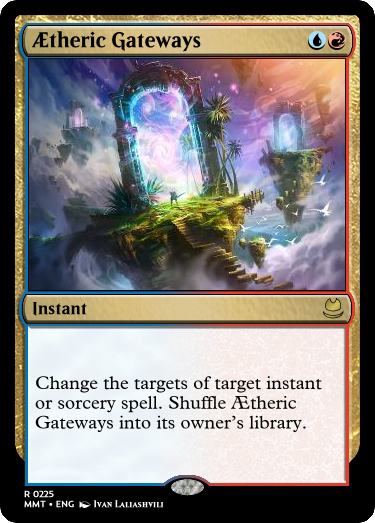 Ætheric Gateways
Instant
Change the targets of target instant
or sorcery spell. Shuffle Ætheric
Gateways into its owner's library.
R 0225
MMT • ENG Ivan Laliashvili